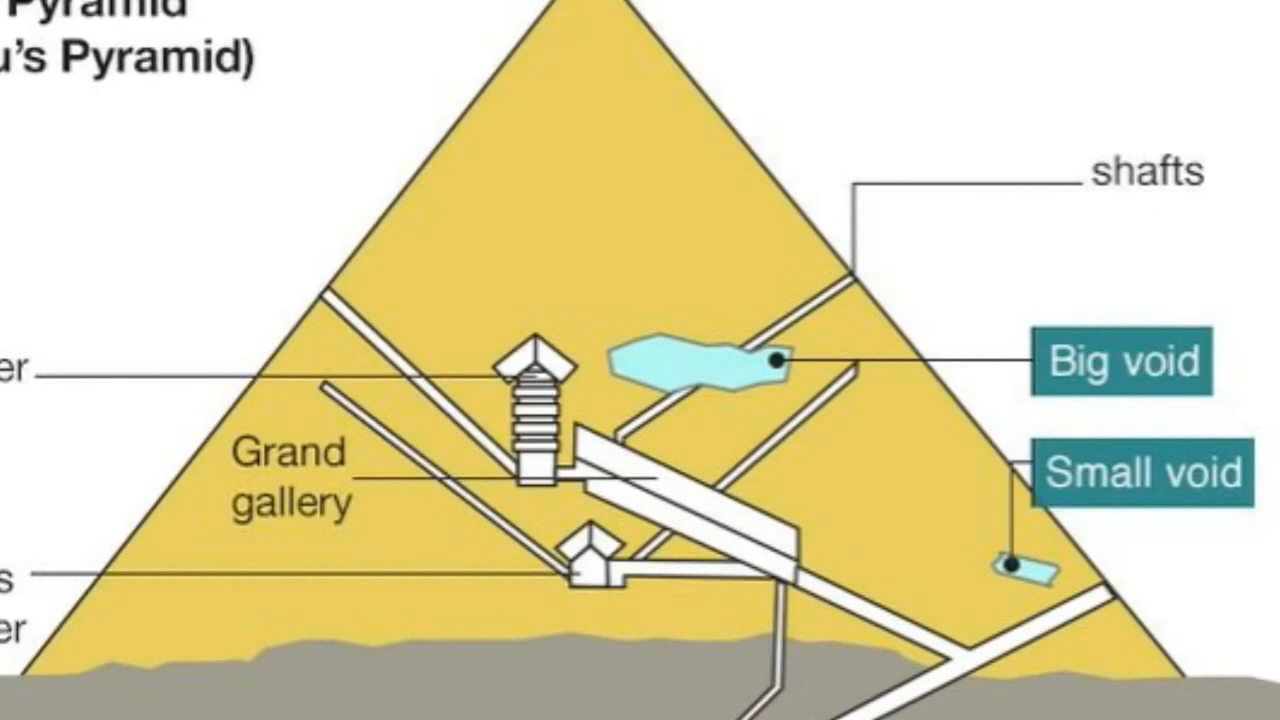 Pyramid
u's Pyramid)
shafts
er
Big void
Grand
gallery
Small void
s
er